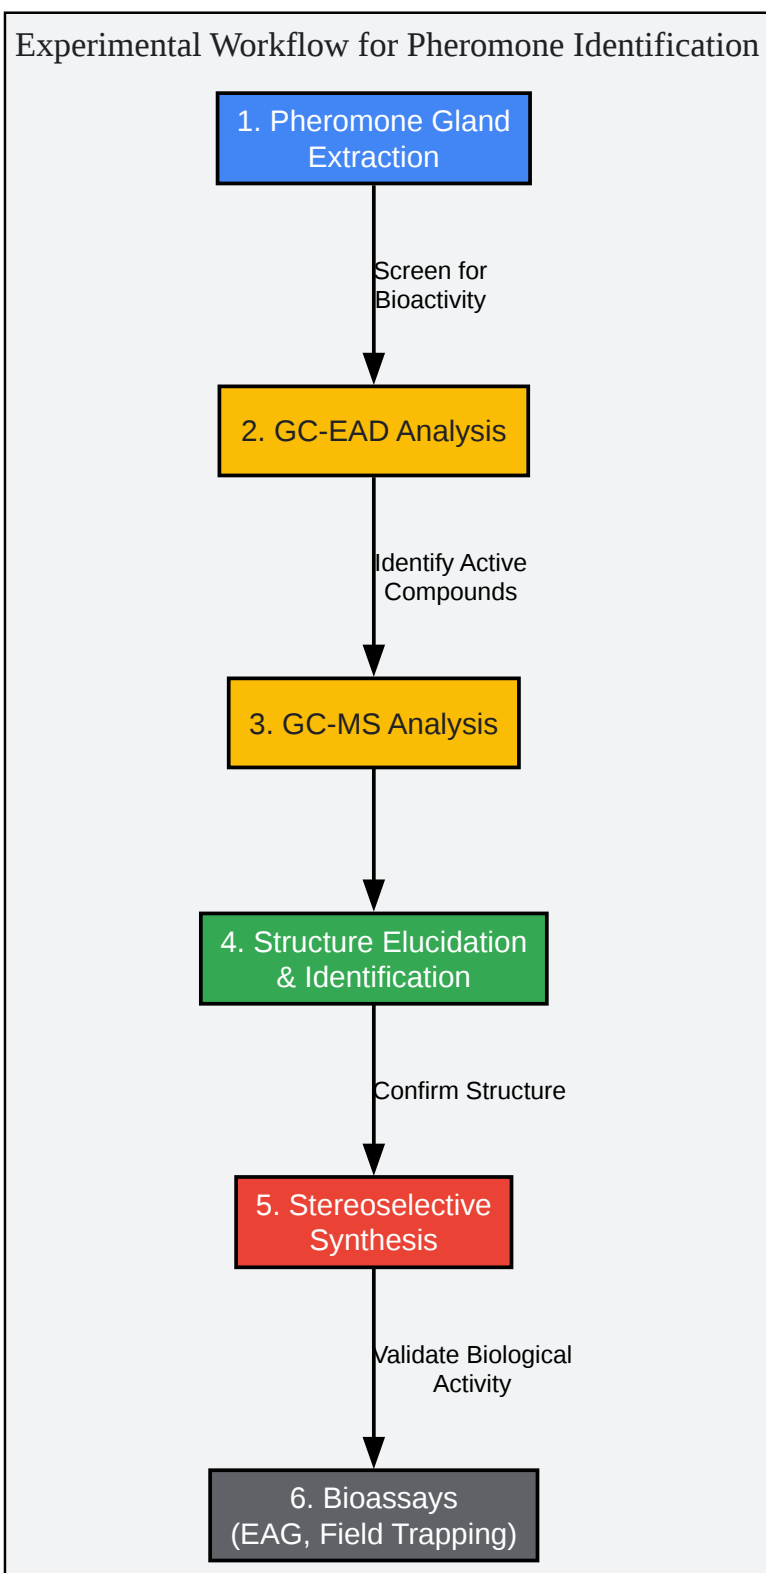 Experimental Workflow for Pheromone Identification
1. Pheromone Gland
Extraction
Screen for
Bioactivity
2. GC-EAD Analysis
Identify Active
Compounds
3. GC-MS Analysis
4. Structure Elucidation
& Identification
Confirm Structure
5. Stereoselective
Synthesis
Validate Biological
Activity
6. Bioassays
(EAG, Field Trapping)